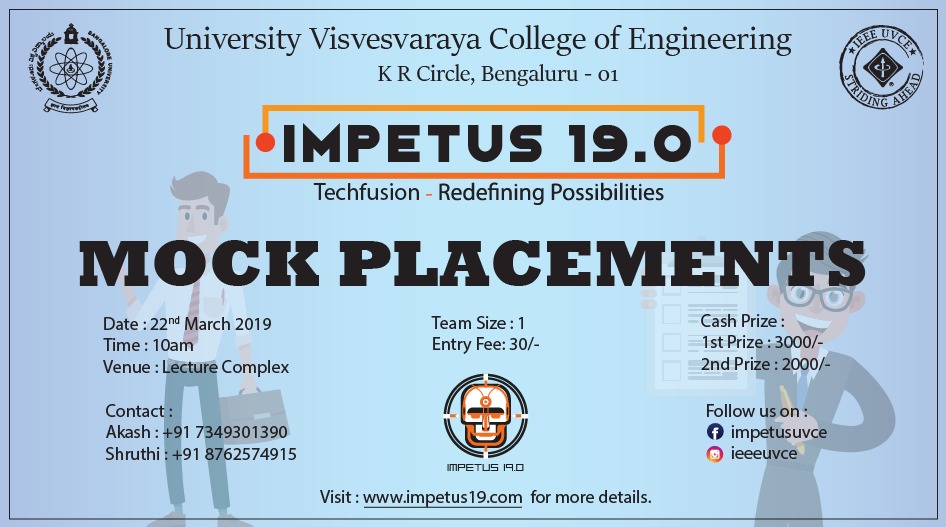 University Visvesvaraya College of Engineering
K R Circle, Bengaluru - 01
IEEE UVCE
STRIDING AHEAD
IMPETUS 19.0
Techfusion - Redefining Possibilities
MOCK PLACEMENTS
Date : 22nd March 2019
Time : 10am
Venue : Lecture Complex
Team Size : 1
Entry Fee: 30/-
Cash Prize :
1st Prize : 3000/-
2nd Prize : 2000/-
Contact :
Akash : +91 7349301390
Shruthi : +91 8762574915
IMPETUS 19.0
Follow us on :
impetusuvce
ieeeuvce
Visit : www.impetus19.com for more details.